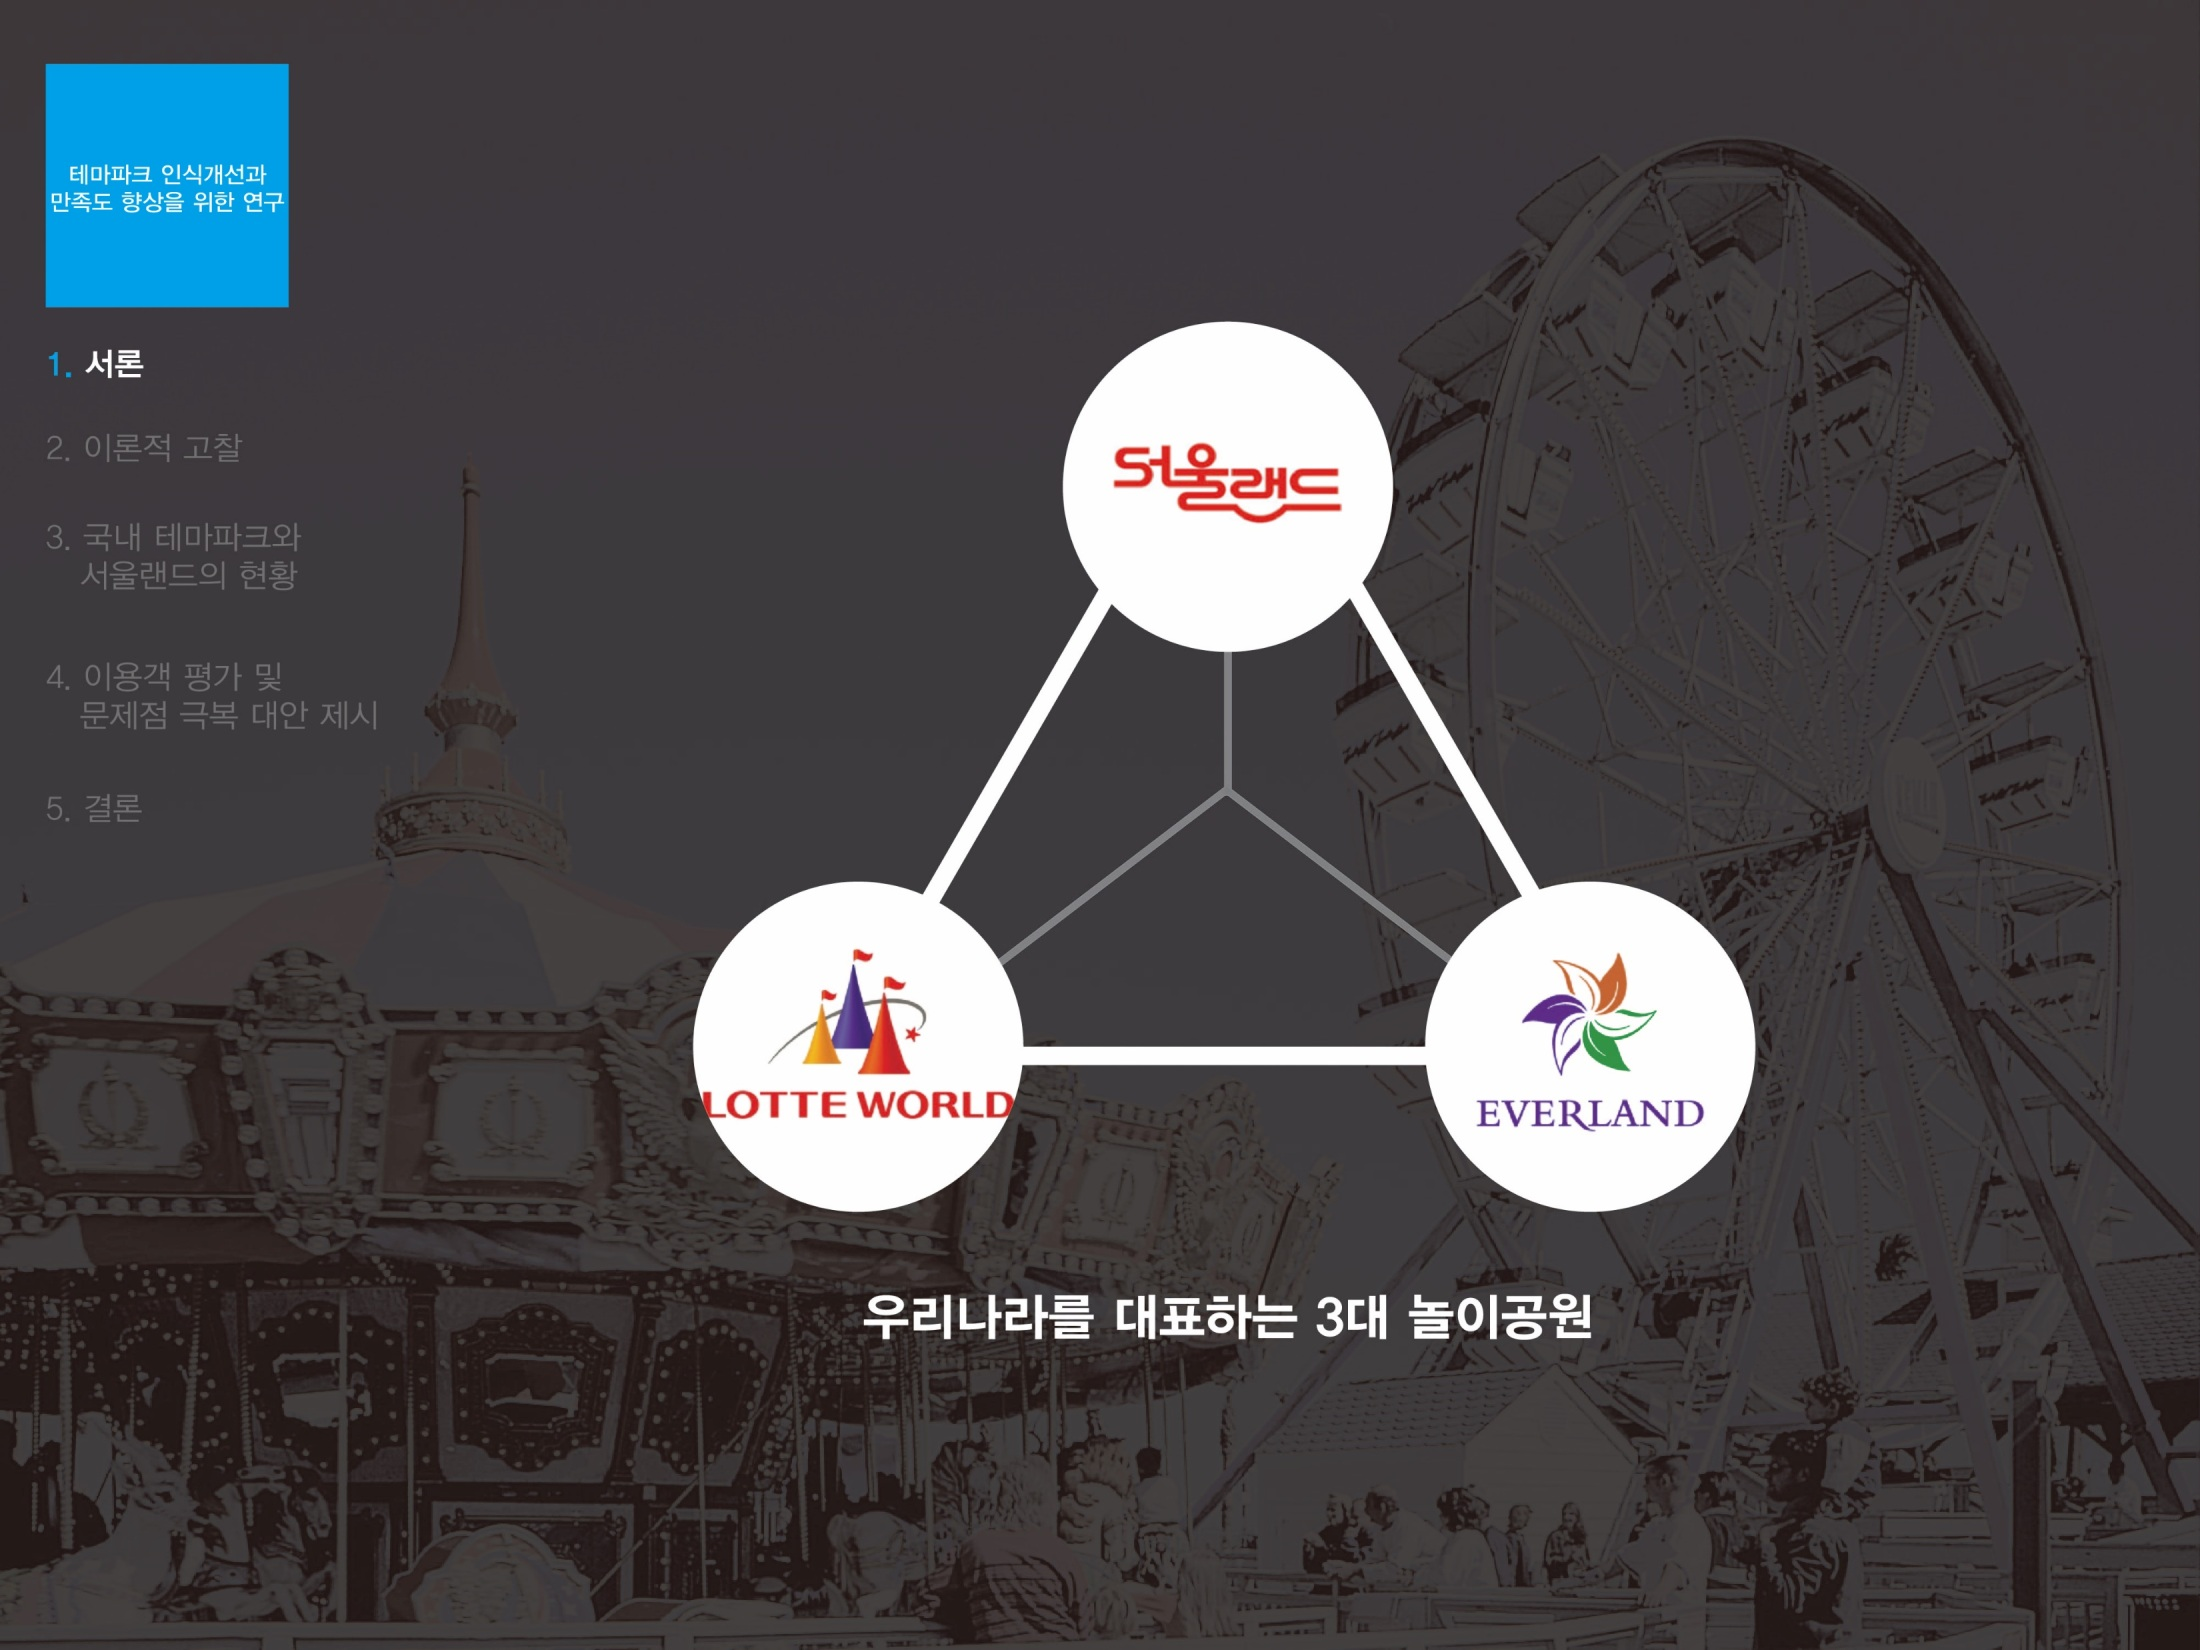 테마파크 인식개선과
만족도 향상을 위한 연구
1. 서론
2. 이론적 고찰
3. 국내 테마파크와
서울랜드의 현황
4. 이용객 평가 및
문제점 극복 대안 제시
5. 결론
서울랜드
LOTTE WORLD
EVERLAND
우리나라를 대표하는 3대 놀이공원